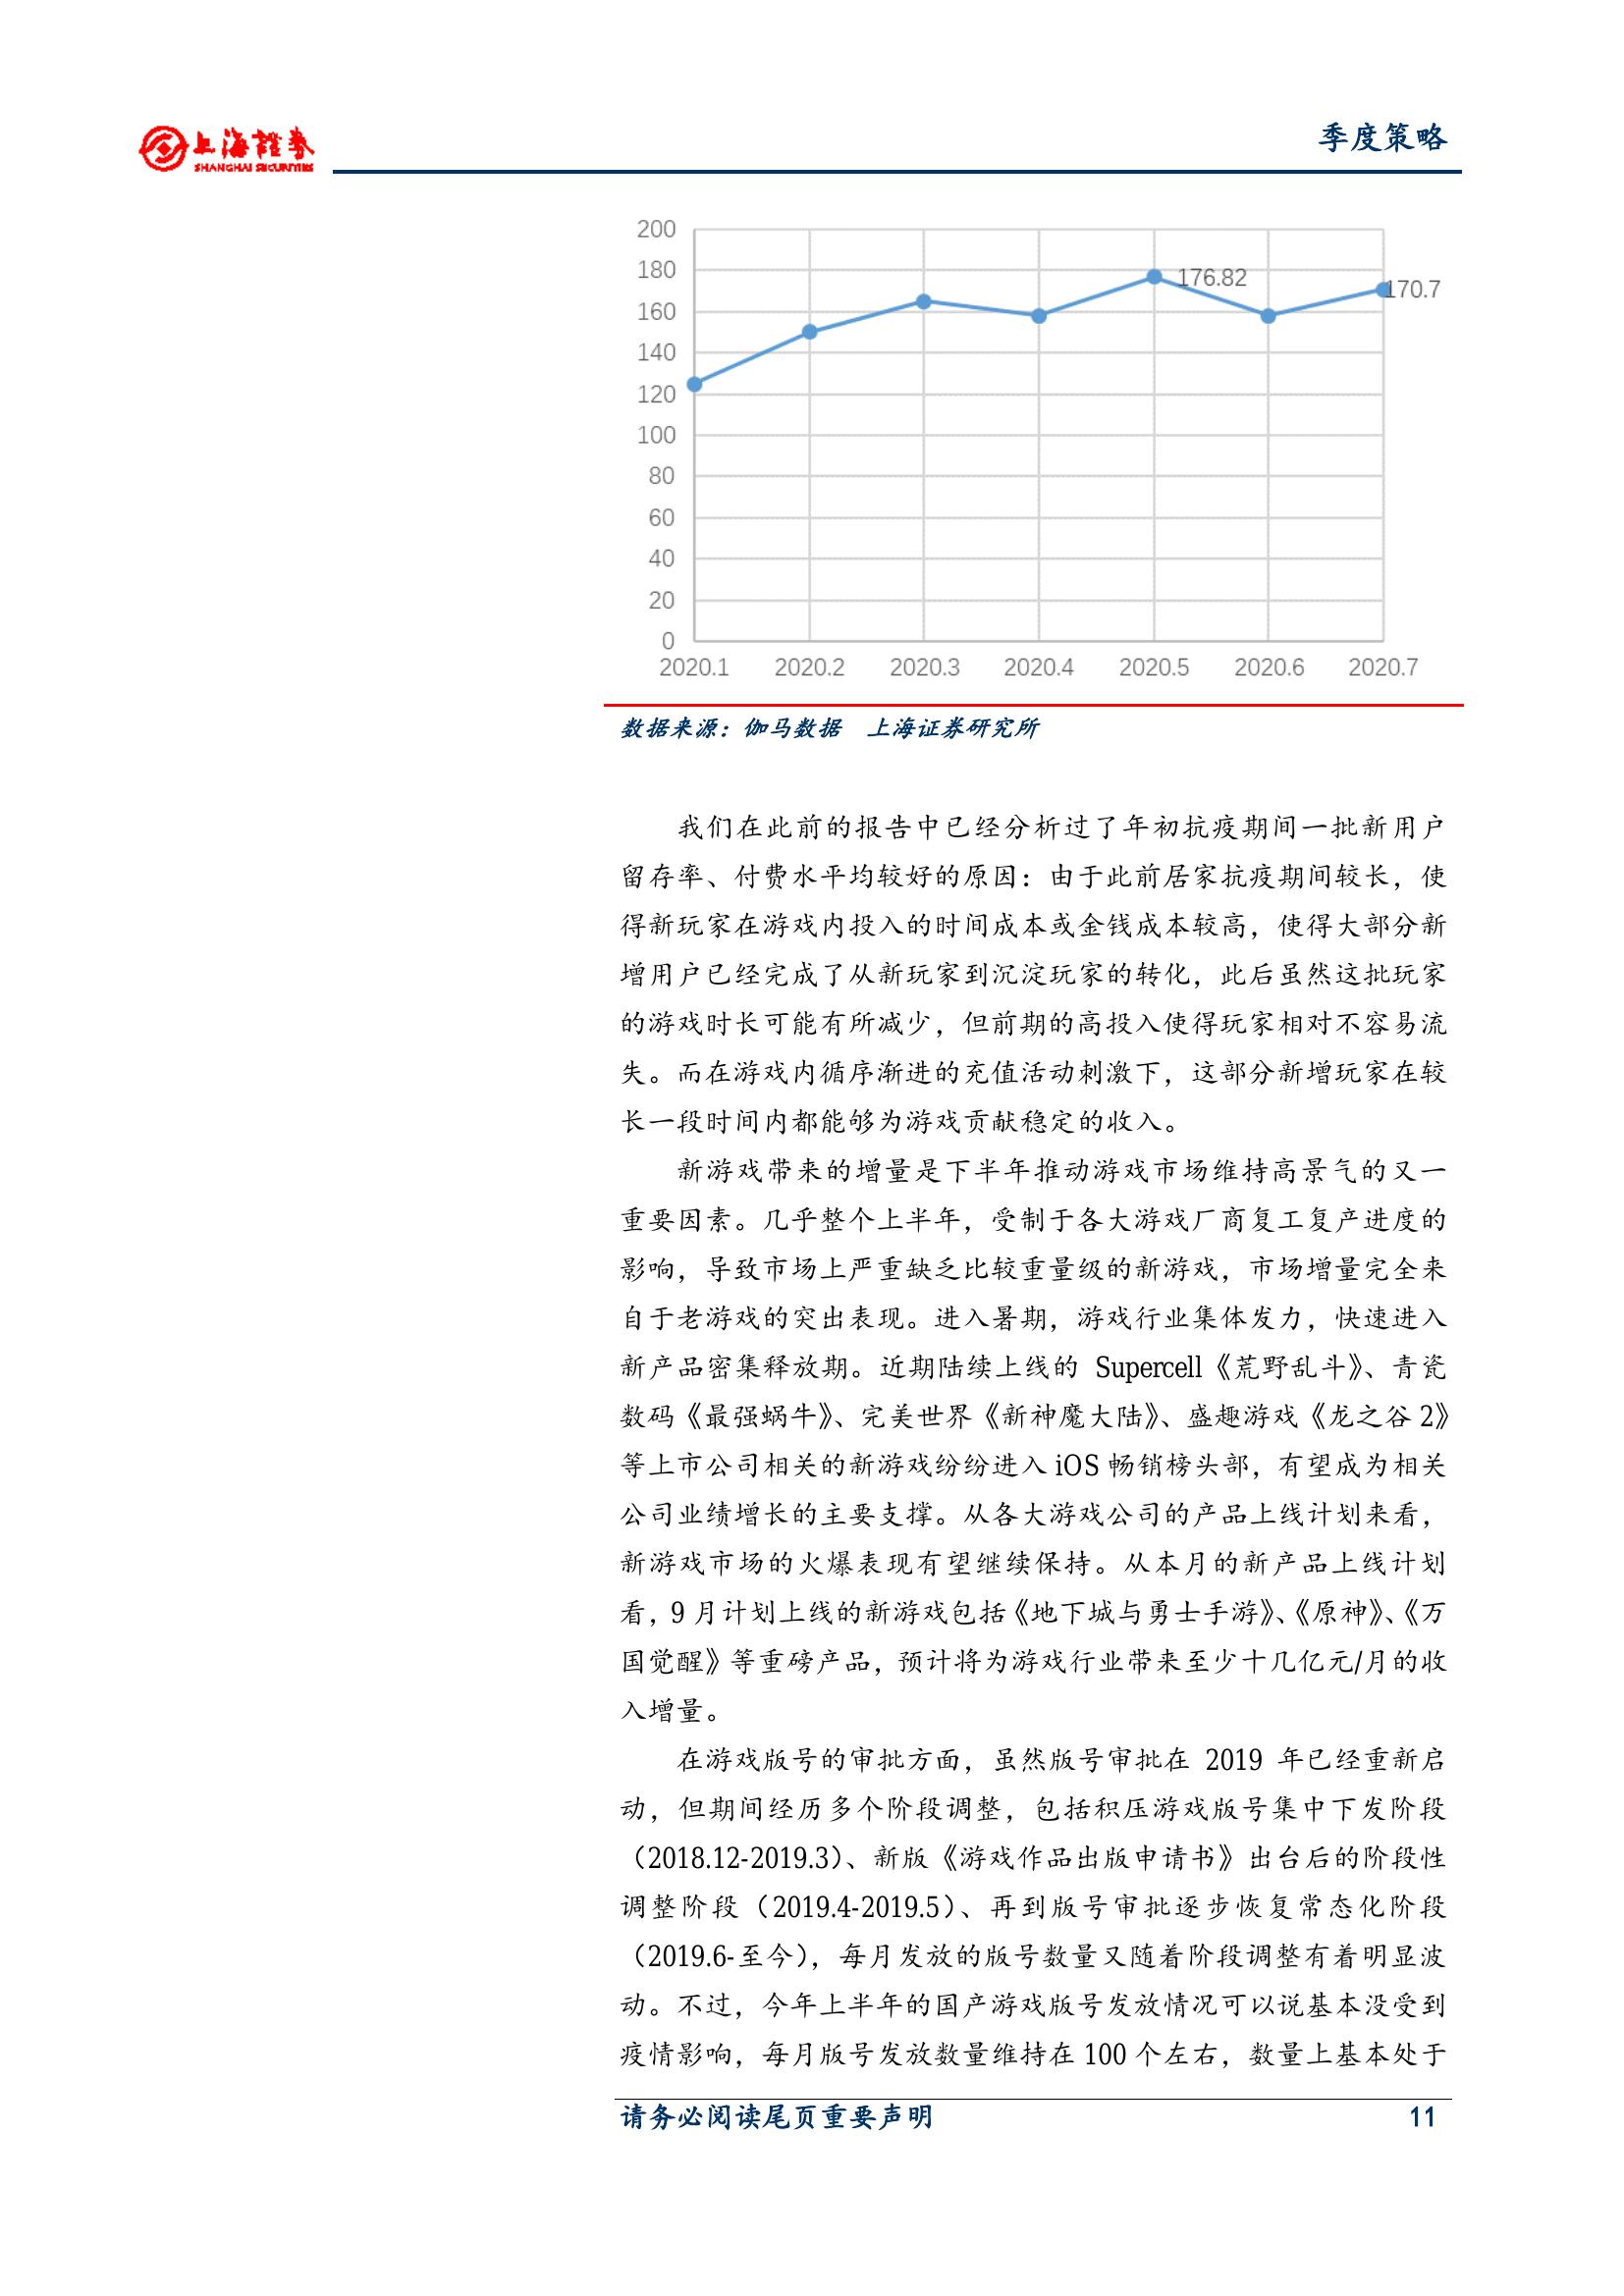 上海證券
SHANGHAI SECURITIES
季度策略
200
180
160
140
120
100
80
60
40
20
0
176.82
170.7
2020.1 2020.2 2020.3 2020.4 2020.5 2020.6 2020.7
数据来源：伽马数据 上海证券研究所
我们在此前的报告中已经分析过了年初抗疫期间一批新用户
留存率、付费水平均较好的原因：由于此前居家抗疫期间较长，使
得新玩家在游戏内投入的时间成本或金钱成本较高，使得大部分新
增用户已经完成了从新玩家到沉淀玩家的转化，此后虽然这批玩家
的游戏时长可能有所减少，但前期的高投入使得玩家相对不容易流
失。而在游戏内循序渐进的充值活动刺激下，这部分新增玩家在较
长一段时间内都能够为游戏贡献稳定的收入。
新游戏带来的增量是下半年推动游戏市场维持高景气的又一
重要因素。几乎整个上半年，受制于各大游戏厂商复工复产进度的
影响，导致市场上严重缺乏比较重量级的新游戏，市场增量完全来
自于老游戏的突出表现。进入暑期，游戏行业集体发力，快速进入
新产品密集释放期。近期陆续上线的 Supercell《荒野乱斗》、青瓷
数码《最强蜗牛》、完美世界《新神魔大陆》、盛趣游戏《龙之谷 2》
等上市公司相关的新游戏纷纷进入 iOS 畅销榜头部，有望成为相关
公司业绩增长的主要支撑。从各大游戏公司的产品上线计划来看，
新游戏市场的火爆表现有望继续保持。从本月的新产品上线计划
看，9 月计划上线的新游戏包括《地下城与勇士手游》、《原神》、《万
国觉醒》等重磅产品，预计将为游戏行业带来至少十几亿元/月的收
入增量。
在游戏版号的审批方面，虽然版号审批在 2019 年已经重新启
动，但期间经历多个阶段调整，包括积压游戏版号集中下发阶段
（2018.12-2019.3）、新版《游戏作品出版申请书》出台后的阶段性
调整阶段（2019.4-2019.5）、再到版号审批逐步恢复常态化阶段
（2019.6-至今），每月发放的版号数量又随着阶段调整有着明显波
动。不过，今年上半年的国产游戏版号发放情况可以说基本没受到
疫情影响，每月版号发放数量维持在 100 个左右，数量上基本处于
请务必阅读尾页重要声明 11